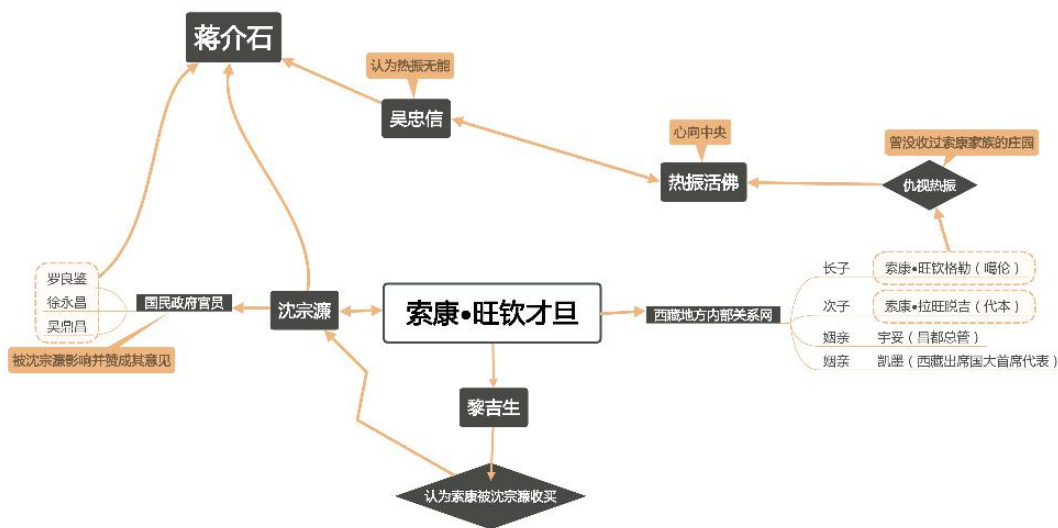 蒋介石
认为热振无能
吴忠信
心向中央
热振活佛
曾没收过索康家族的庄园
仇视热振
罗良鉴
徐永昌
吴鼎昌
国民政府官员
被沈宗濂影响并赞成其意见
沈宗濂
索康•旺钦才旦
西藏地方内部关系网
长子 索康•旺钦格勒（噶伦）
次子 索康•拉旺脱吉（代本）
姻亲 宇妥（昌都总管）
姻亲 凯墨（西藏出席国大首席代表）
黎吉生
认为索康被沈宗濂收买